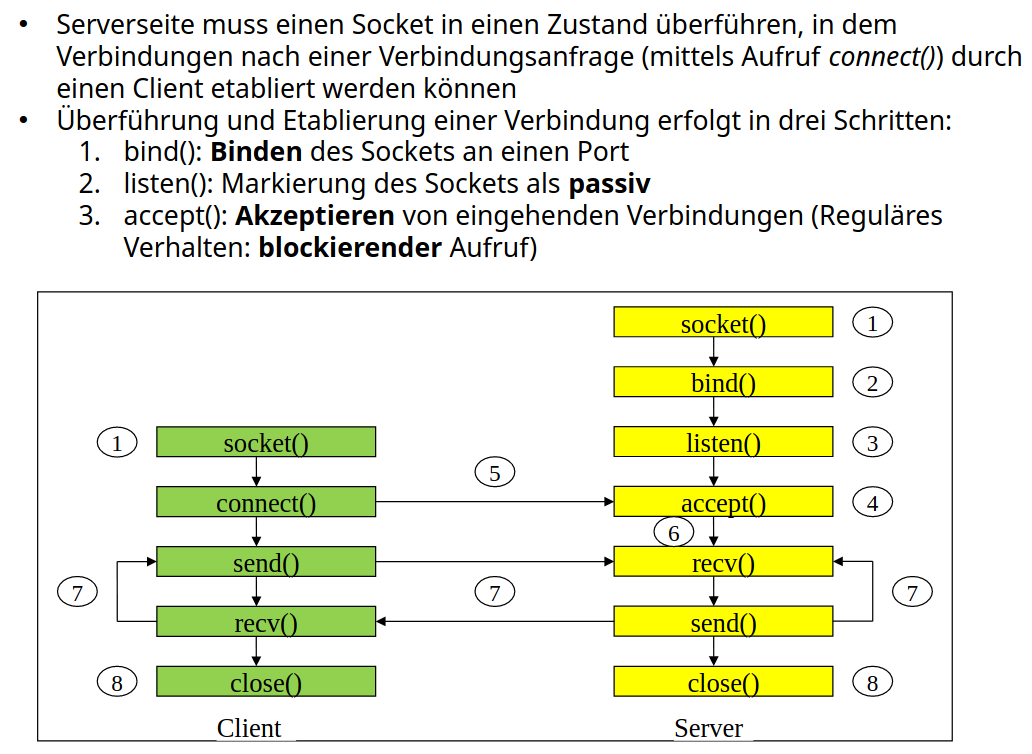 • Serverseite muss einen Socket in einen Zustand überführen, in dem
Verbindungen nach einer Verbindungsanfrage (mittels Aufruf connect()) durch
einen Client etabliert werden können
• Überführung und Etablierung einer Verbindung erfolgt in drei Schritten:
1. bind(): Binden des Sockets an einen Port
2. listen(): Markierung des Sockets als passiv
3. accept(): Akzeptieren von eingehenden Verbindungen (Reguläres
Verhalten: blockierender Aufruf)
socket() 1
bind() 2
1 socket() listen() 3
5
connect() accept() 4
6
send() recv()
7 7 7
recv() send()
8 close() close() 8
Client Server